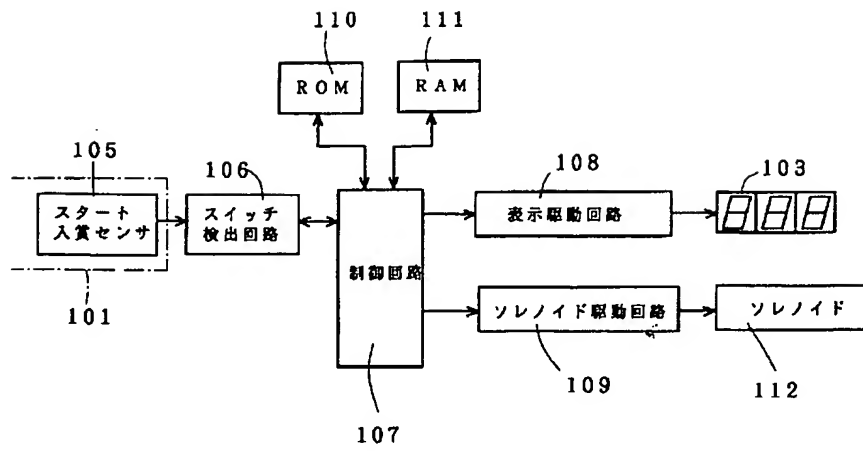 110
111
ROM
RAM
105
106
108
103
スタート
入賞センサ
スイッチ
検出回路
表示駆動回路
888
制御回路
101
ソレノイド駆動回路
ソレノイド
109
112
107